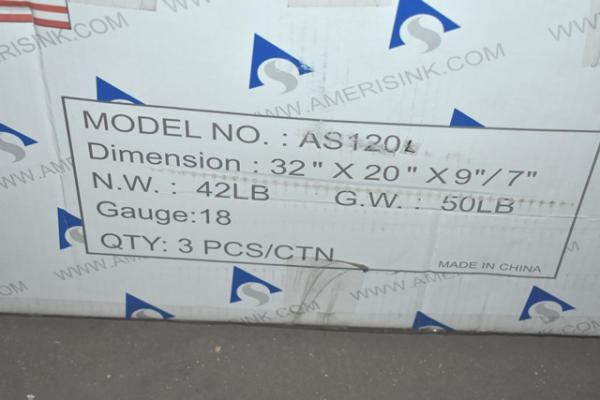 WWW.AMERISINK.COM
MODEL NO. : AS120L
Dimension : 32" X 20" X 9"/7"
N.W. : 42LB G.W. : 50LB
Gauge:18
QTY: 3 PCS/CTN
MADE IN CHINA